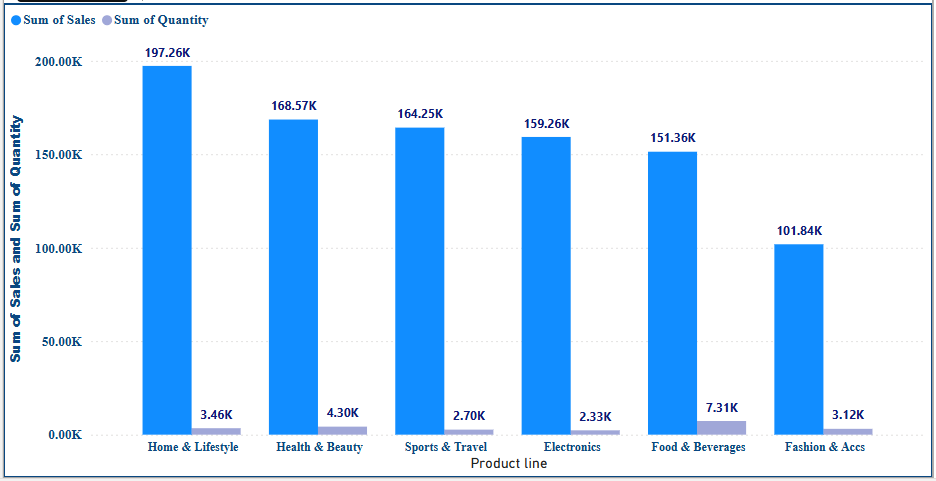 Sum of Sales Sum of Quantity
Sum of Sales and Sum of Quantity
200.00K
150.00K
100.00K
50.00K
0.00K
197.26K
3.46K
168.57K
4.30K
164.25K
2.70K
159.26K
2.33K
151.36K
7.31K
101.84K
3.12K
Home & Lifestyle Health & Beauty Sports & Travel Electronics Food & Beverages Fashion & Accs
Product line